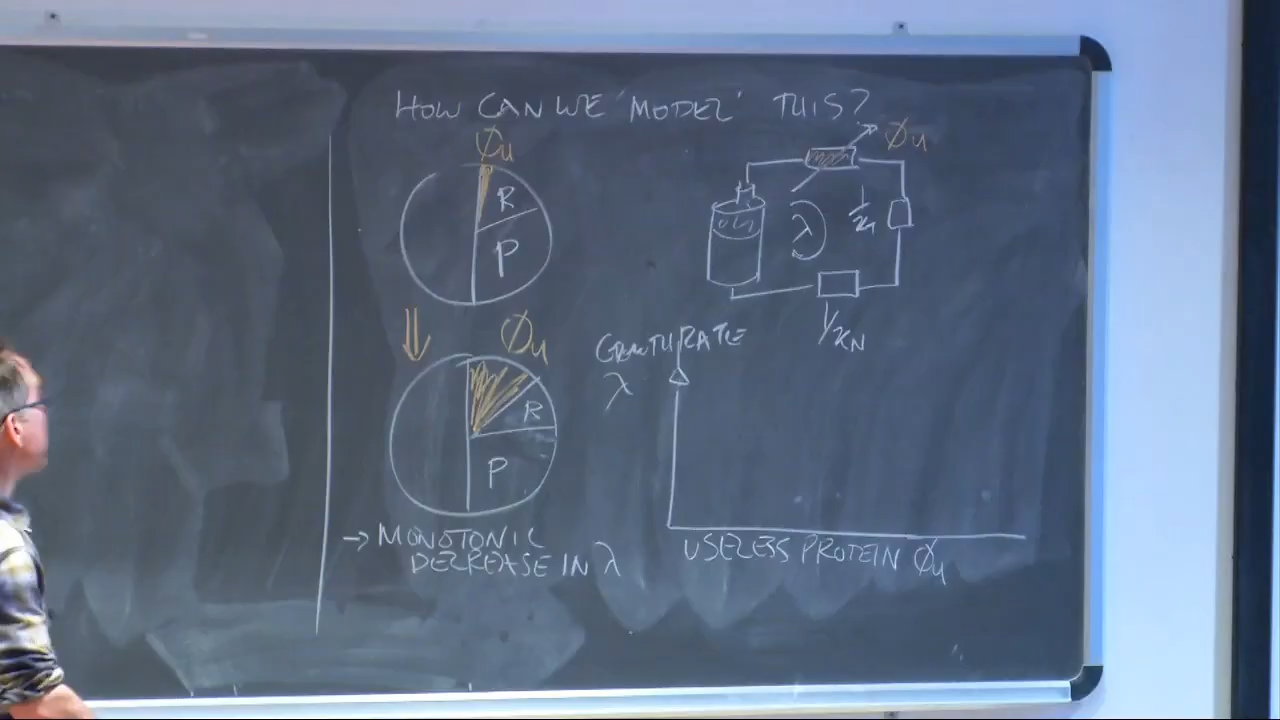 HOW CAN WE 'MODEL' THIS?
ϕu
R
P
ϕu
R
P
→ MONOTONIC
DECREASE IN λ
ϕu
λ
1/κN
GROWTH RATE
λ
USELESS PROTEIN ϕu